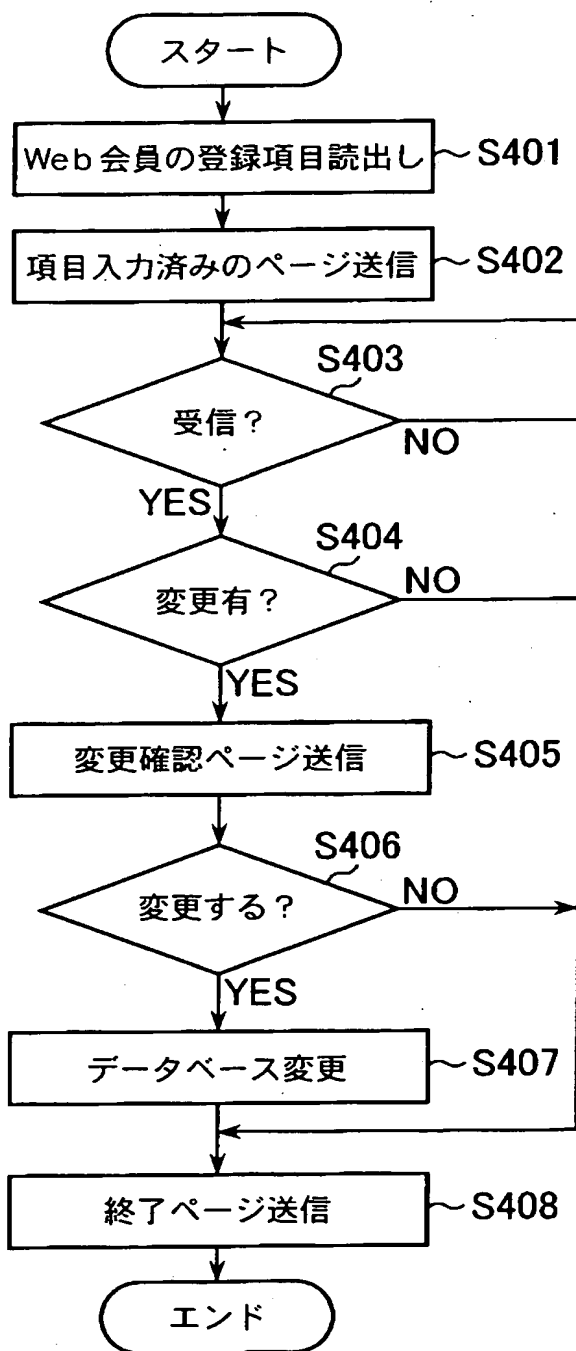 スタート
Web会員の登録項目読出し
S401
項目入力済みのページ送信
S402
S403
受信?
NO
YES
S404
変更有?
NO
YES
変更確認ページ送信
S405
S406
変更する?
NO
YES
データベース変更
S407
終了ページ送信
S408
エンド